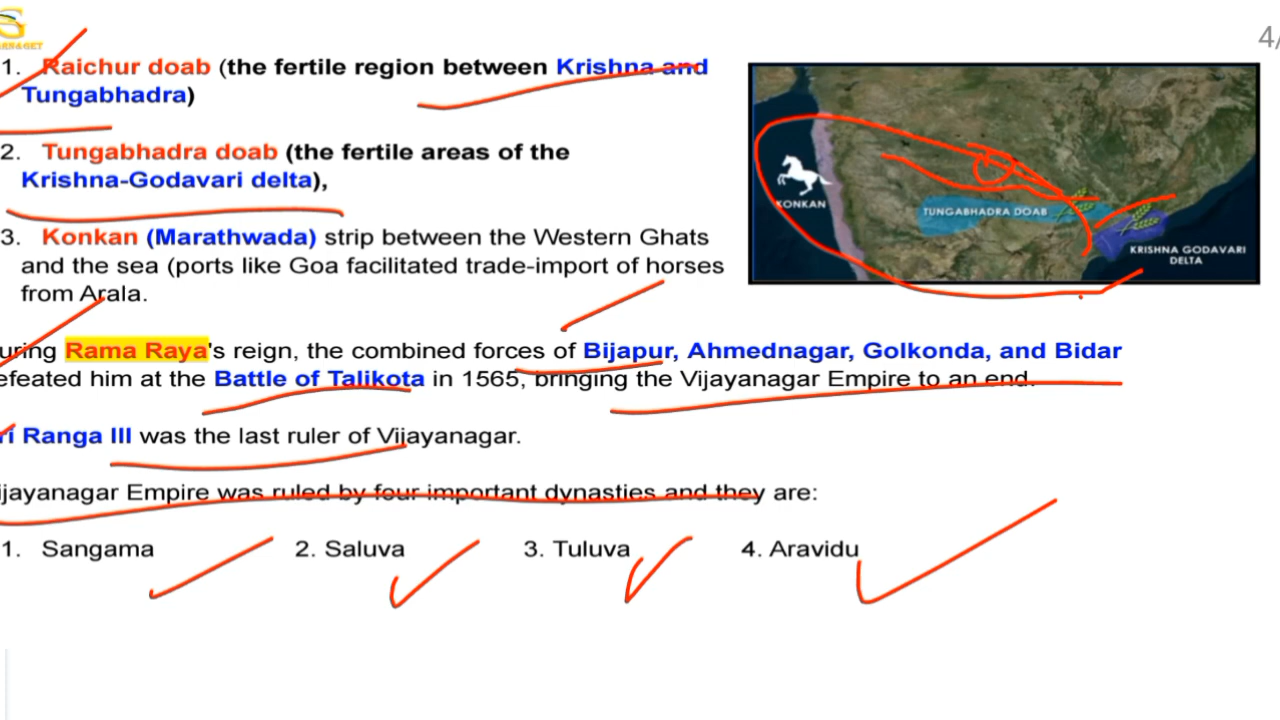 ARN&GET
4/
1. Raichur doab (the fertile region between Krishna and
Tungabhadra)
2. Tungabhadra doab (the fertile areas of the
Krishna-Godavari delta),
3. Konkan (Marathwada) strip between the Western Ghats
and the sea (ports like Goa facilitated trade-import of horses
from Arala.
KONKAN
TUNGABHADRA DOAB
KRISHNA GODAVARI
DELTA
uring Rama Raya's reign, the combined forces of Bijapur, Ahmednagar, Golkonda, and Bidar
efeated him at the Battle of Talikota in 1565, bringing the Vijayanagar Empire to an end.
ri Ranga III was the last ruler of Vijayanagar.
ijayanagar Empire was ruled by four important dynasties and they are:
1. Sangama 2. Saluva 3. Tuluva 4. Aravidu